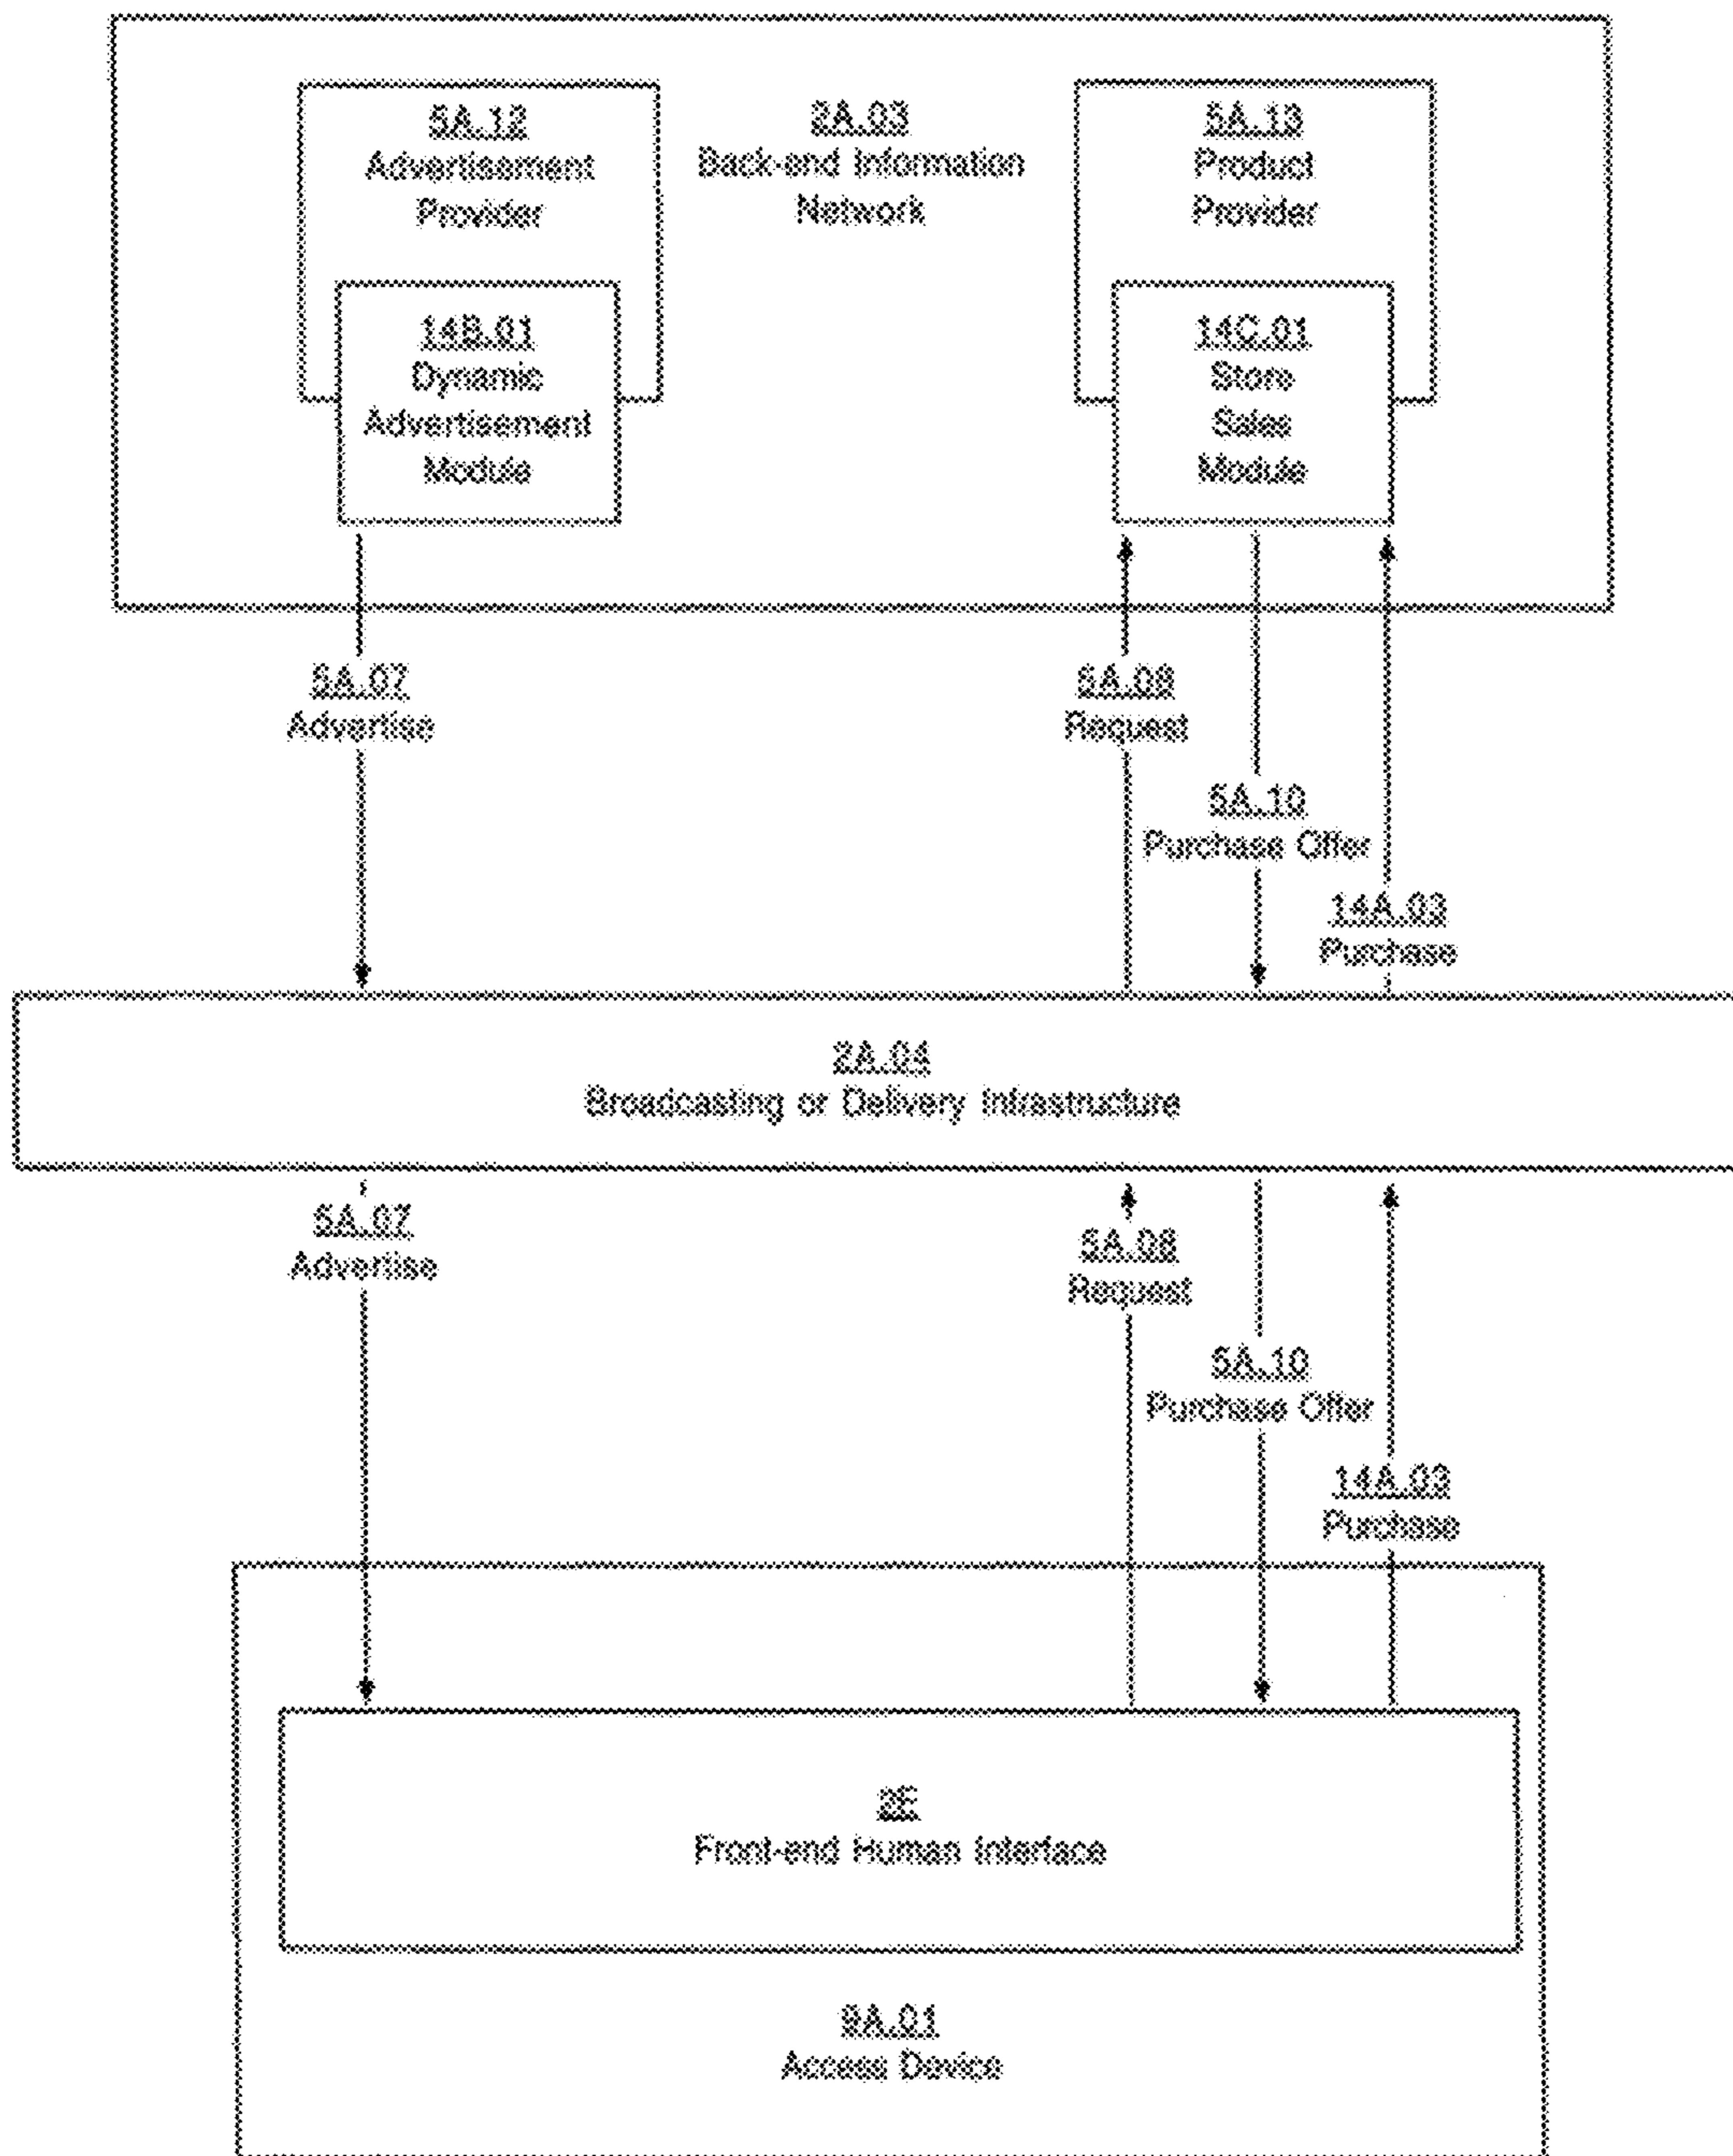 5A.12
Advertisement
Provider
2A.03
Back-end Information
Network
5A.13
Product
Provider
14B.01
Dynamic
Advertisement
Module
14C.01
Store
Sales
Module
5A.07
Advertise
5A.08
Request
5A.10
Purchase Offer
14A.03
Purchase
2A.04
Broadcasting or Delivery Infrastructure
5A.07
Advertise
5A.08
Request
5A.10
Purchase Offer
14A.03
Purchase
2E
Front-end Human Interface
9A.01
Access Device